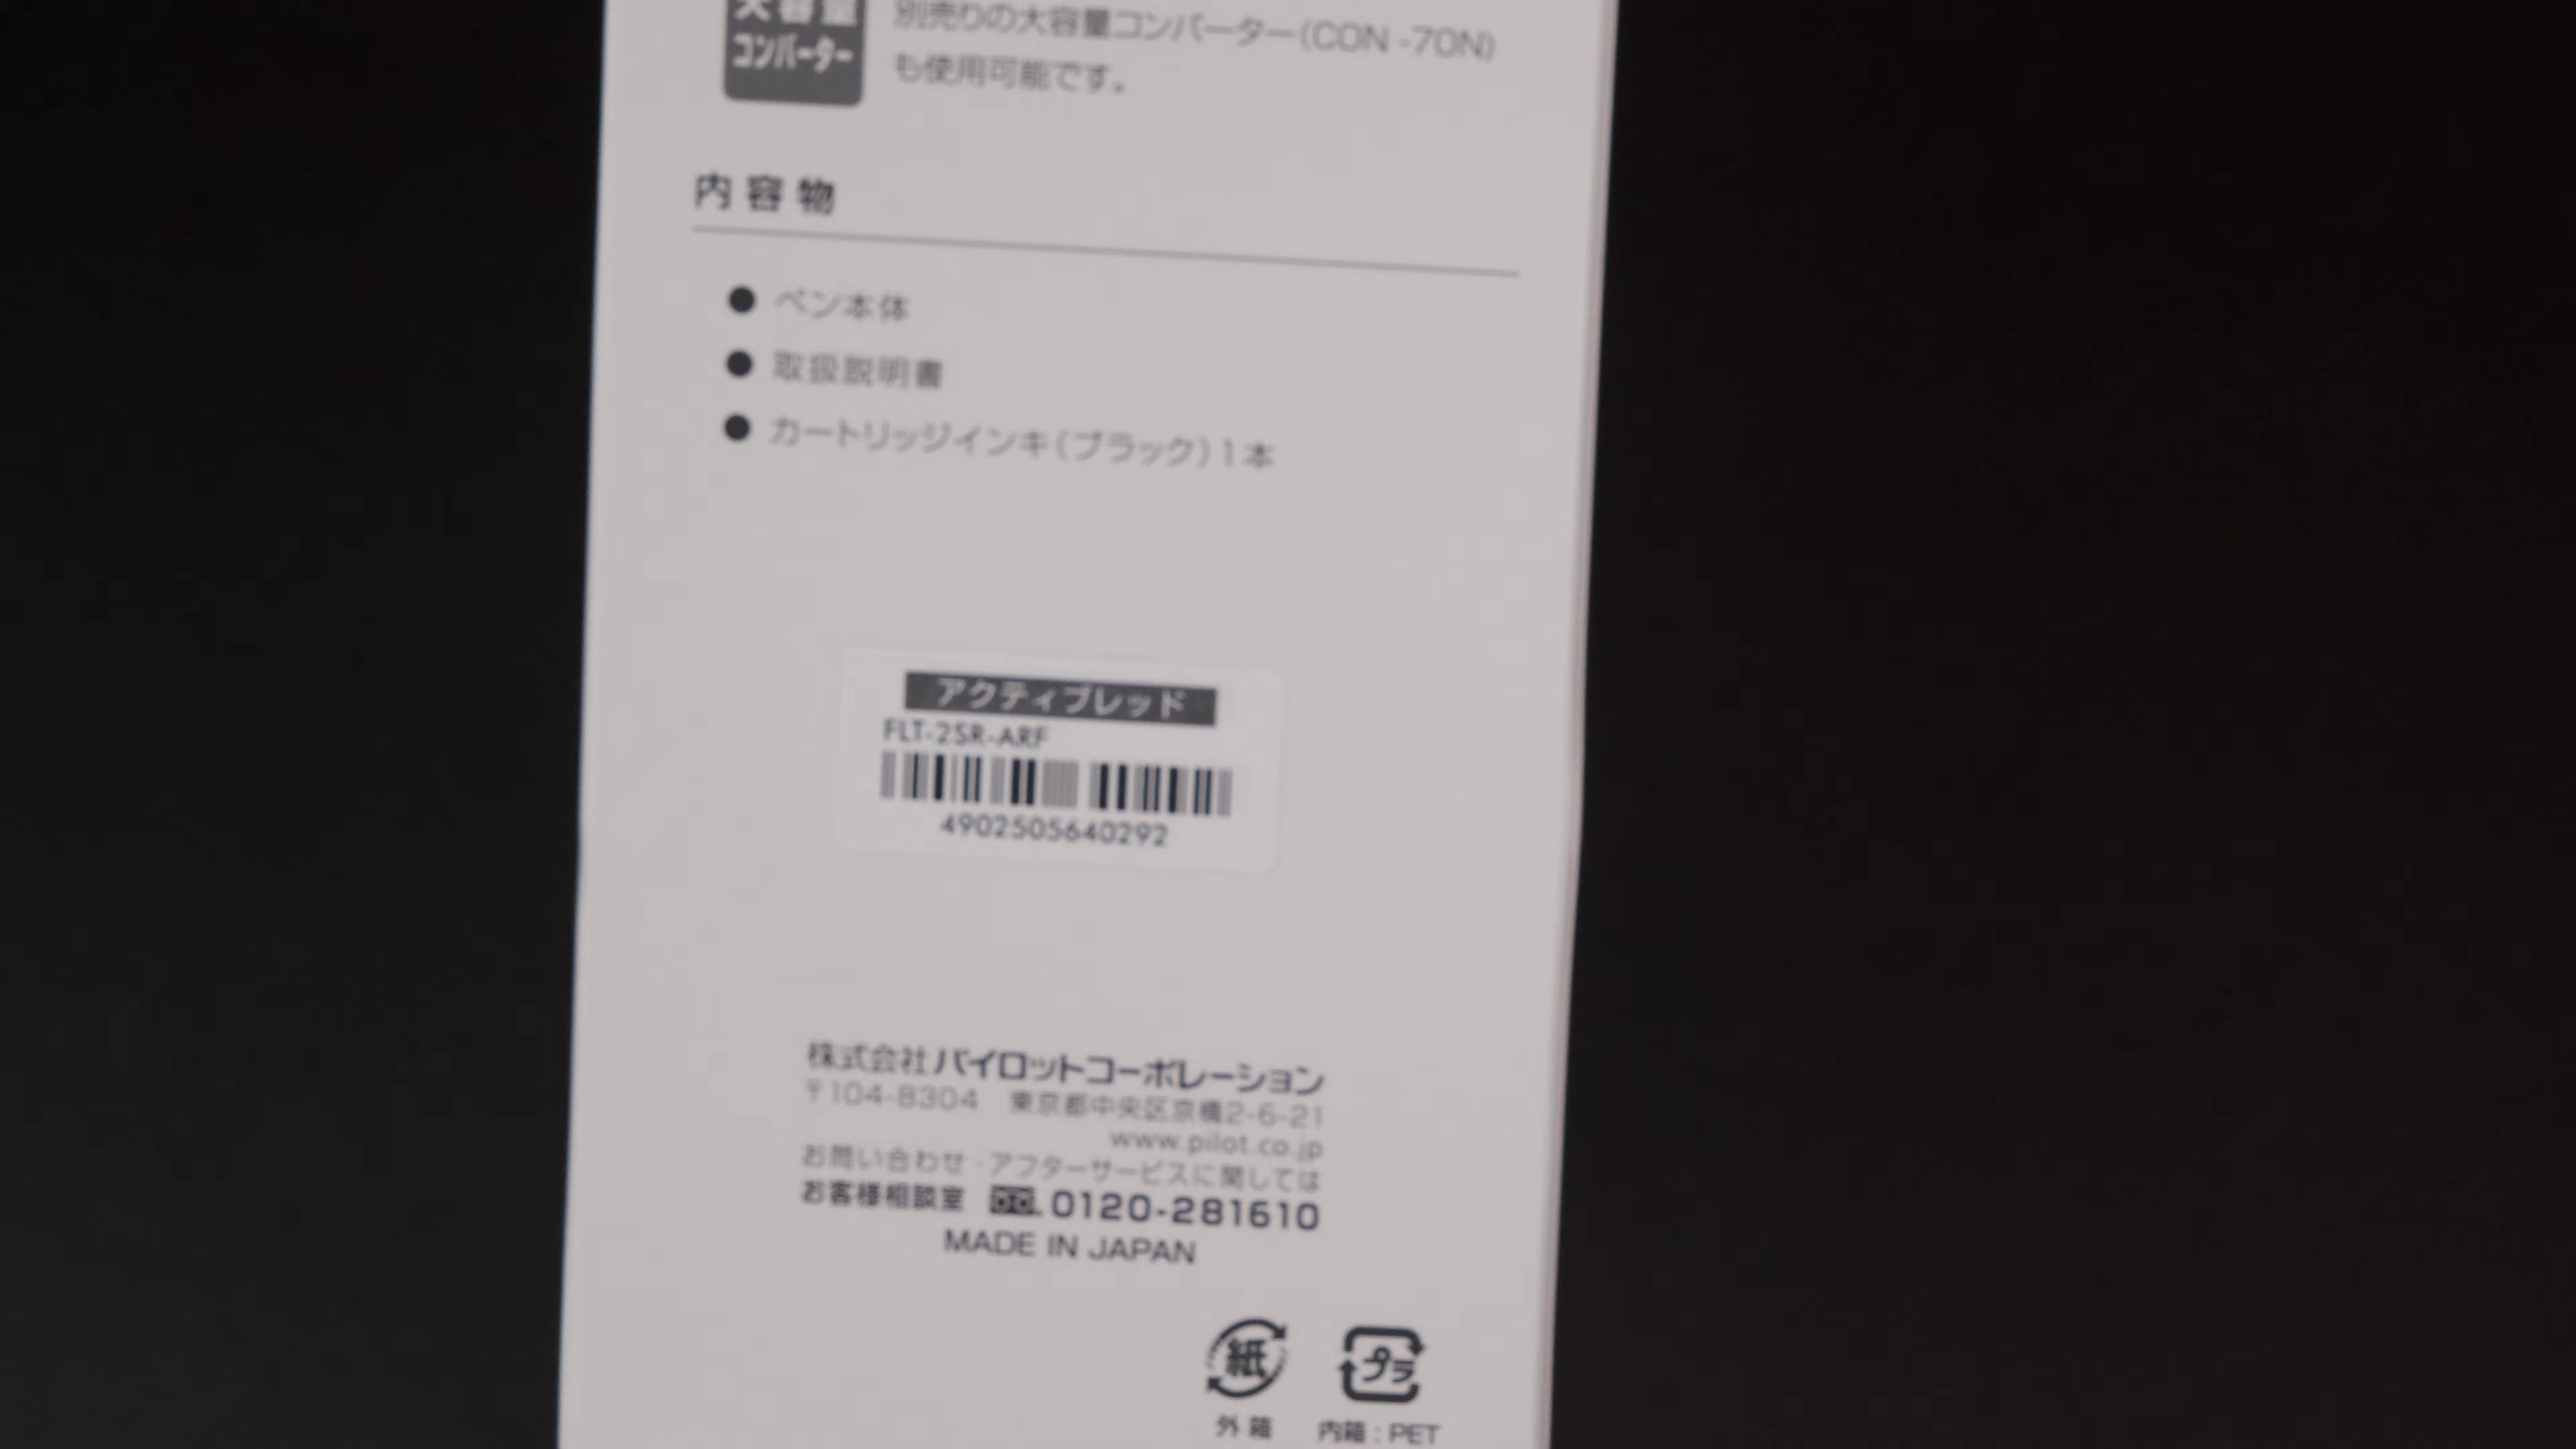 大容量
コンバーター
別売りの大容量コンバーター(CON -70N)
も使用可能です。
内容物
● ペン本体
● 取扱説明書
● カートリッジインキ(ブラック)1本
アクティブレッド
FLT-2SR-ARF
4902505640292
株式会社パイロットコーポレーション
〒104-8304 東京都中央区京橋2-6-21
www.pilot.co.jp
お問い合わせ・アフターサービスに関しては
お客様相談室 0120-281610
MADE IN JAPAN
紙
プラ
外箱
内箱:PET